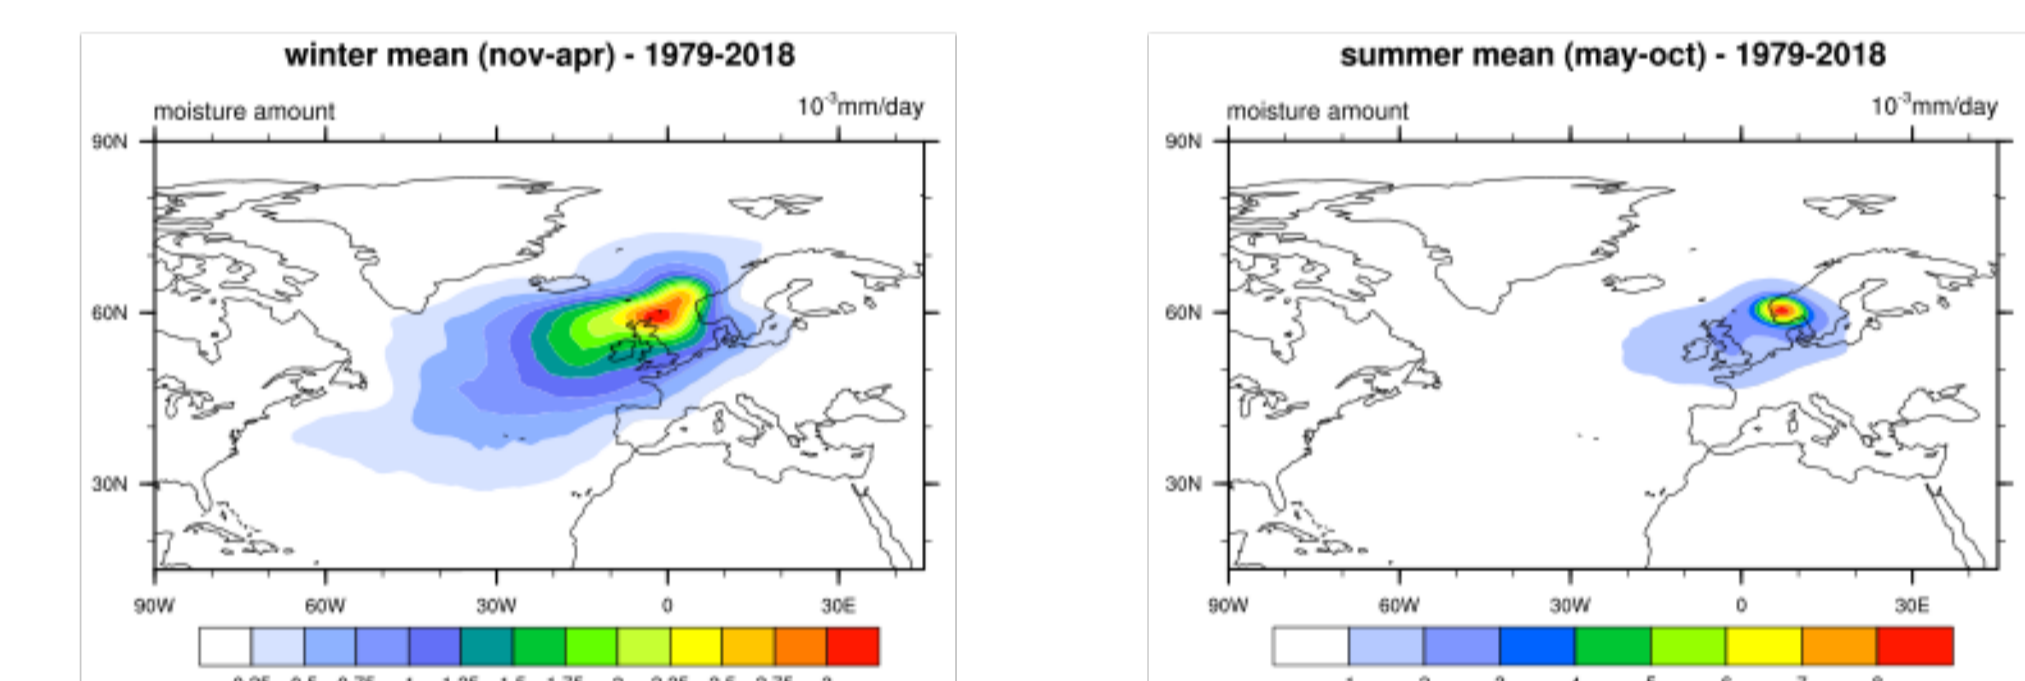 winter mean (nov-apr) - 1979-2018
moisture amount 10⁻³mm/day
90N
60N
30N
90W 60W 30W 0 30E
summer mean (may-oct) - 1979-2018
moisture amount 10⁻³mm/day
90N
60N
30N
90W 60W 30W 0 30E